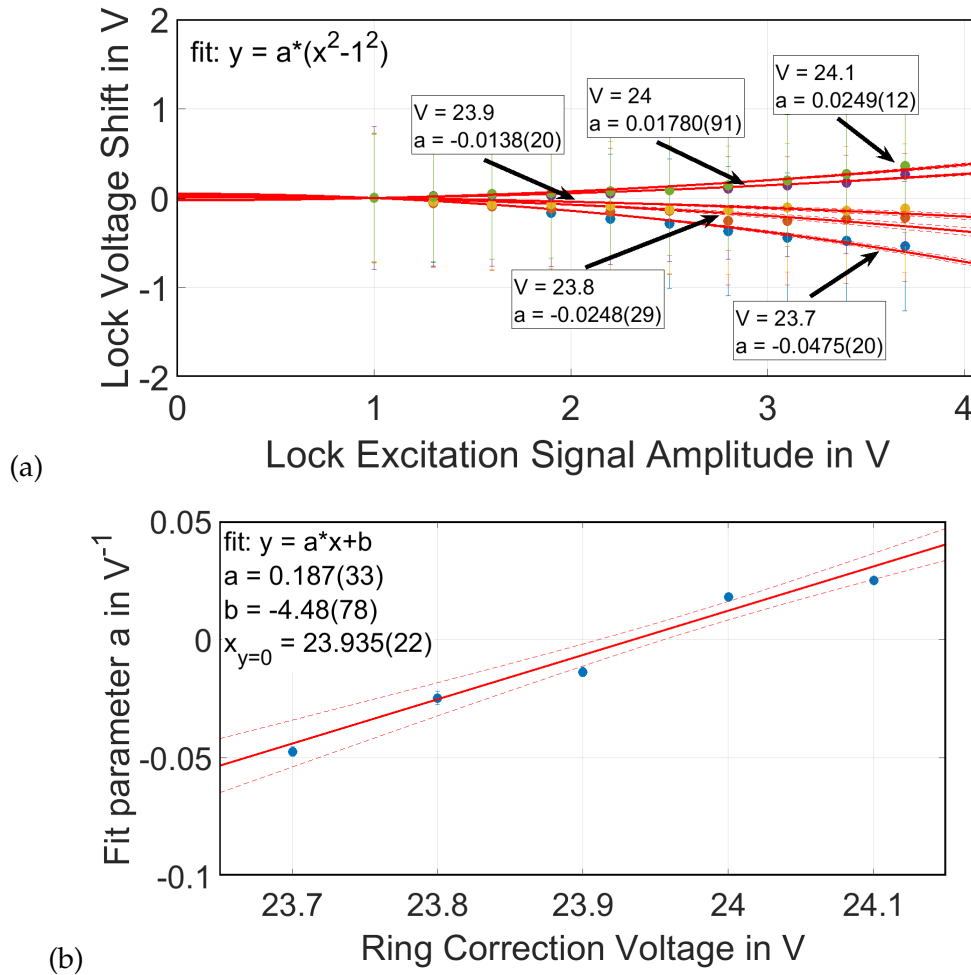 2
1
0
-1
-2
Lock Voltage Shift in V
fit: y = a*(x²-1²)
V = 23.9
a = -0.0138(20)
V = 24
a = 0.01780(91)
V = 24.1
a = 0.0249(12)
V = 23.8
a = -0.0248(29)
V = 23.7
a = -0.0475(20)
0 1 2 3 4
Lock Excitation Signal Amplitude in V
(a)
0.05
0
-0.05
-0.1
Fit parameter a in V⁻¹
fit: y = a*x+b
a = 0.187(33)
b = -4.48(78)
x_{y=0} = 23.935(22)
23.7 23.8 23.9 24 24.1
Ring Correction Voltage in V
(b)